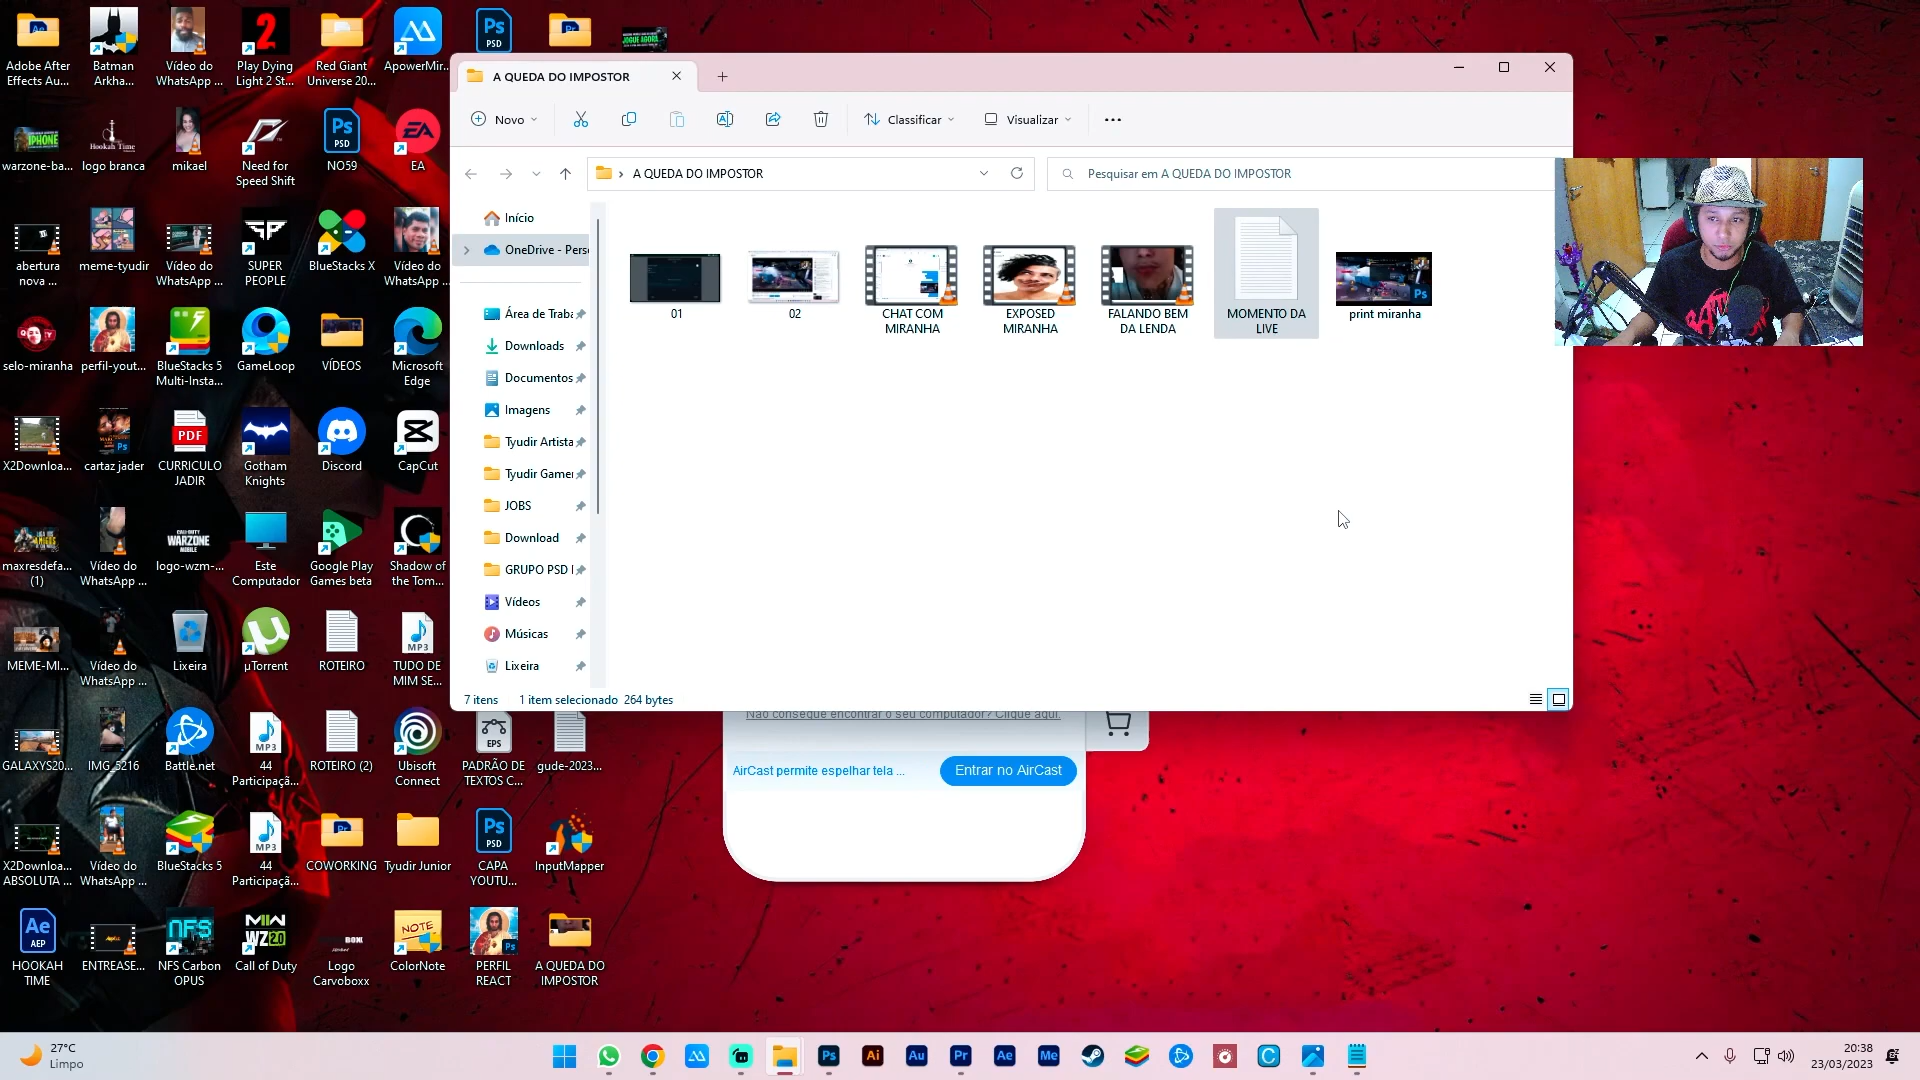 Adobe After
Effects Au...
Batman
Arkha...
Vídeo do
WhatsApp ...
Play Dying
Light 2 St...
Red Giant
Universe 20...
ApowerMir...
JOGUE AGORA
warzone-ba...
logo branca
mikael
Need for
Speed Shift
NO59
EA
abertura
nova ...
meme-tyudir
Vídeo do
WhatsApp ...
SUPER
PEOPLE
BlueStacks X
Vídeo do
WhatsApp ...
selo-miranha
perfil-yout...
BlueStacks 5
Multi-Insta...
GameLoop
VÍDEOS
Microsoft
Edge
X2Downloa...
cartaz jader
CURRICULO
JADIR
Gotham
Knights
Discord
CapCut
maxresdefa...
(1)
Vídeo do
WhatsApp ...
logo-wzm-...
Este
Computador
Google Play
Games beta
Shadow of
the Tom...
MEME-MI...
Vídeo do
WhatsApp ...
Lixeira
µTorrent
ROTEIRO
TUDO DE
MIM SE...
GALAXYS20...
IMG_5216
Battle.net
44
Participaçã...
ROTEIRO (2)
Ubisoft
Connect
PADRÃO DE
TEXTOS C...
gude-2023...
X2Downloa...
ABSOLUTA ...
Vídeo do
WhatsApp ...
BlueStacks 5
44
Participaçã...
COWORKING
Tyudir Junior
CAPA
YOUTU...
InputMapper
HOOKAH
TIME
ENTREASE...
NFS Carbon
OPUS
Call of Duty
Logo
Carvoboxx
ColorNote
PERFIL
REACT
A QUEDA DO
IMPOSTOR
A QUEDA DO IMPOSTOR
Novo
Classificar
Visualizar
A QUEDA DO IMPOSTOR
Pesquisar em A QUEDA DO IMPOSTOR
Início
OneDrive - Perso
Área de Traba
Downloads
Documentos
Imagens
Tyudir Artista
Tyudir Gamer
JOBS
Download
GRUPO PSD
Vídeos
Músicas
Lixeira
01
02
CHAT COM
MIRANHA
EXPOSED
MIRANHA
FALANDO BEM
DA LENDA
MOMENTO DA
LIVE
print miranha
7 itens 1 item selecionado 264 bytes
Não consegue encontrar o seu computador? Clique aqui.
AirCast permite espelhar tela ...
Entrar no AirCast
27°C
Limpo
20:38
23/03/2023